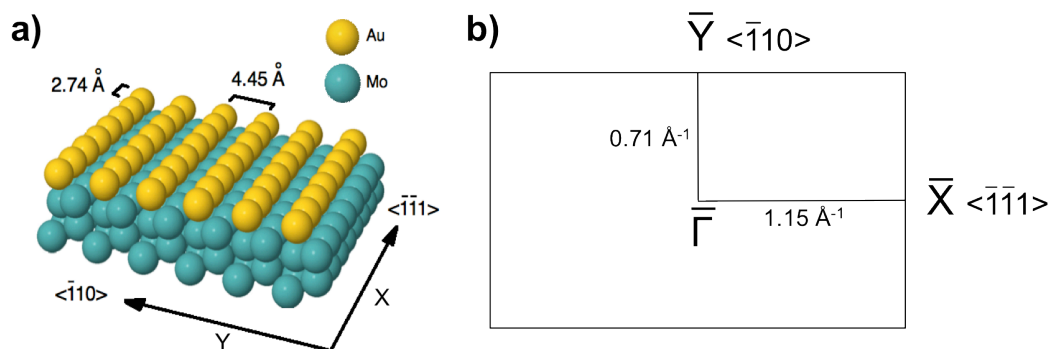 a)
Au
Mo
2.74 Å
4.45 Å
<1̄1̄1>
X
<1̄10>
Y
b)
Ȳ <1̄10>
0.71 Å⁻¹
Γ̄
1.15 Å⁻¹
X̄ <1̄1̄1>